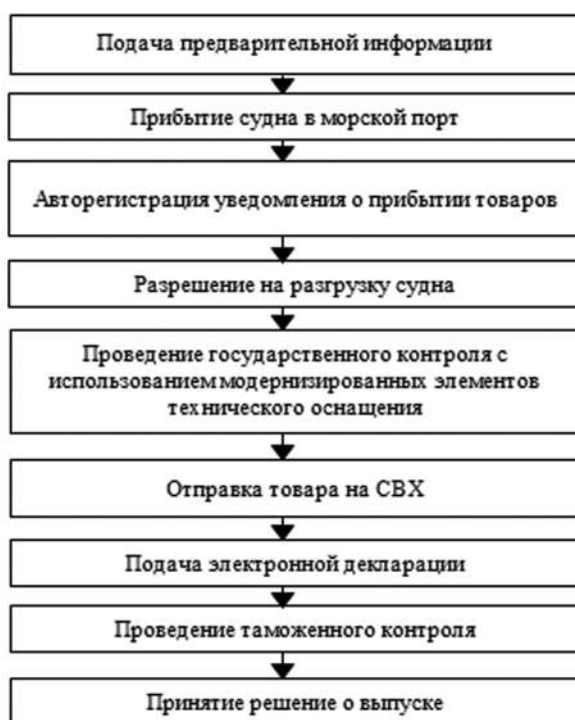 Подача предварительной информации
Прибытие судна в морской порт
Авторегистрация уведомления о прибытии товаров
Разрешение на разгрузку судна
Проведение государственного контроля с
использованием модернизированных элементов
технического оснащения
Отправка товара на СВХ
Подача электронной декларации
Проведение таможенного контроля
Принятие решение о выпуске